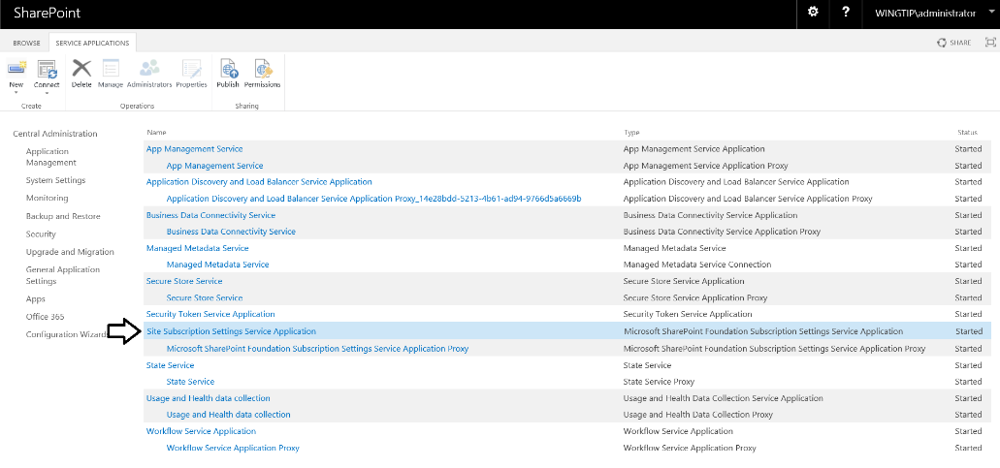 SharePoint
?
WINGTIP\administrator
BROWSE
SERVICE APPLICATIONS
SHARE
New
Connect
Delete
Manage
Administrators
Properties
Publish
Permissions
Create
Operations
Sharing
Central Administration
Application
Management
System Settings
Monitoring
Backup and Restore
Security
Upgrade and Migration
General Application
Settings
Apps
Office 365
Configuration Wizards
Name Type Status
App Management Service App Management Service Application Started
App Management Service App Management Service Application Proxy Started
Application Discovery and Load Balancer Service Application Application Discovery and Load Balancer Service Application Started
Application Discovery and Load Balancer Service Application Proxy_14e28bdd-5213-4b61-ad94-9766d5a6669b Application Discovery and Load Balancer Service Application Proxy Started
Business Data Connectivity Service Business Data Connectivity Service Application Started
Business Data Connectivity Service Business Data Connectivity Service Application Proxy Started
Managed Metadata Service Managed Metadata Service Started
Managed Metadata Service Managed Metadata Service Connection Started
Secure Store Service Secure Store Service Application Started
Secure Store Service Secure Store Service Application Proxy Started
Security Token Service Application Security Token Service Application Started
Site Subscription Settings Service Application Microsoft SharePoint Foundation Subscription Settings Service Application Started
Microsoft SharePoint Foundation Subscription Settings Service Application Proxy Microsoft SharePoint Foundation Subscription Settings Service Application Proxy Started
State Service State Service Started
State Service State Service Proxy Started
Usage and Health data collection Usage and Health Data Collection Service Application Started
Usage and Health data collection Usage and Health Data Collection Proxy Started
Workflow Service Application Workflow Service Application Started
Workflow Service Application Proxy Workflow Service Application Proxy Started